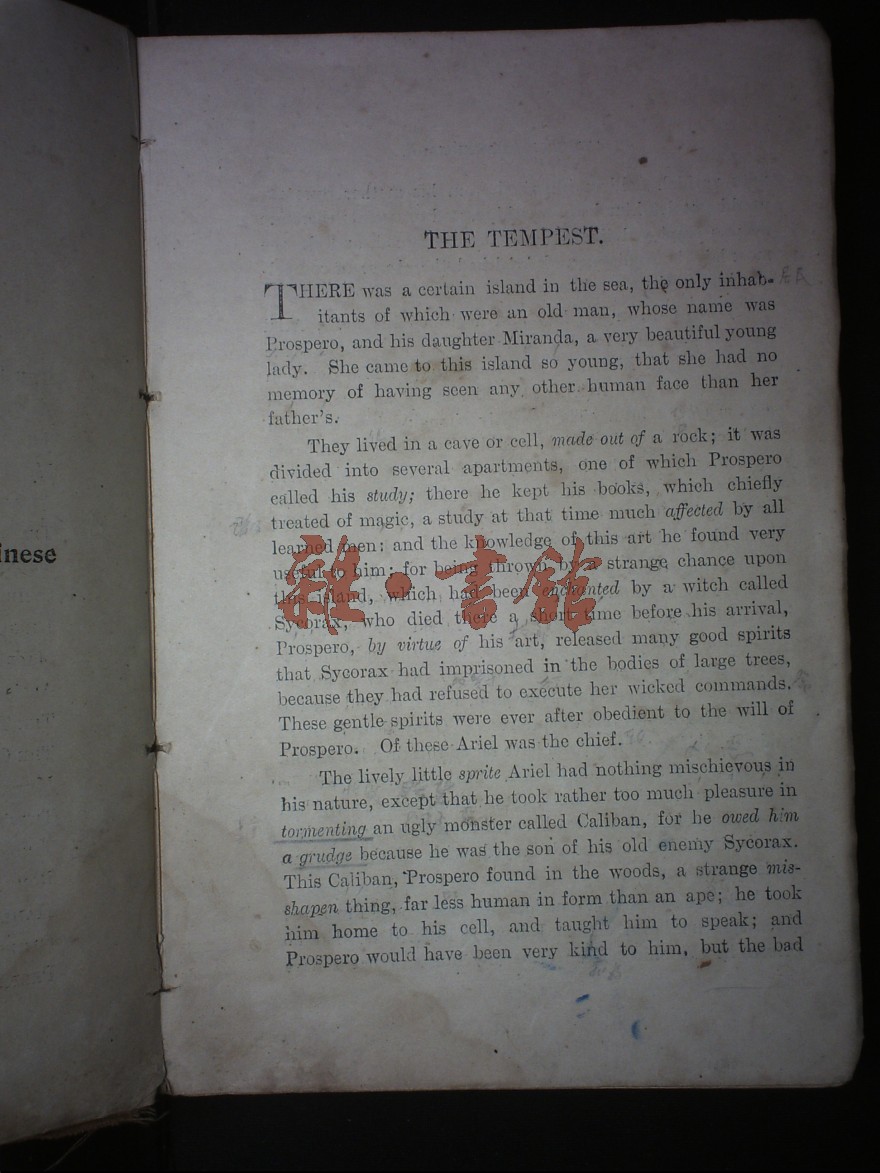 inese
THE TEMPEST.
THERE was a certain island in the sea, the only inhab-
itants of which were an old man, whose name was
Prospero, and his daughter Miranda, a very beautiful young
lady. She came to this island so young, that she had no
memory of having seen any other human face than her
father's.
They lived in a cave or cell, made out of a rock; it was
divided into several apartments, one of which Prospero
called his study; there he kept his books, which chiefly
treated of magic, a study at that time much affected by all
learned men: and the knowledge of this art he found very
useful to him; for being thrown by a strange chance upon
this island, which had been enchanted by a witch called
Sycorax, who died there a short time before his arrival,
Prospero, by virtue of his art, released many good spirits
that Sycorax had imprisoned in the bodies of large trees,
because they had refused to execute her wicked commands.
These gentle spirits were ever after obedient to the will of
Prospero. Of these Ariel was the chief.
The lively little sprite Ariel had nothing mischievous in
his nature, except that he took rather too much pleasure in
tormenting an ugly monster called Caliban, for he owed him
a grudge because he was the son of his old enemy Sycorax.
This Caliban, Prospero found in the woods, a strange mis-
shapen thing, far less human in form than an ape; he took
him home to his cell, and taught him to speak; and
Prospero would have been very kind to him, but the bad
書館